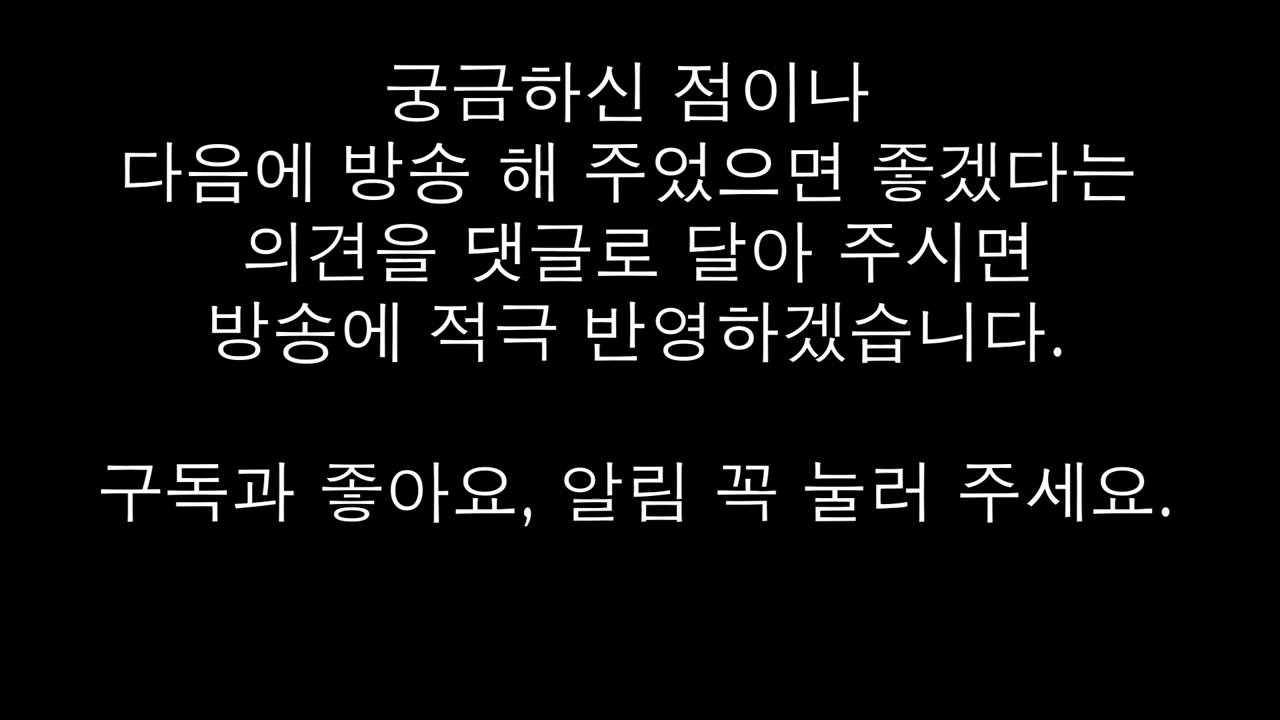 궁금하신 점이나
다음에 방송 해 주었으면 좋겠다는
의견을 댓글로 달아 주시면
방송에 적극 반영하겠습니다.
구독과 좋아요, 알림 꼭 눌러 주세요.